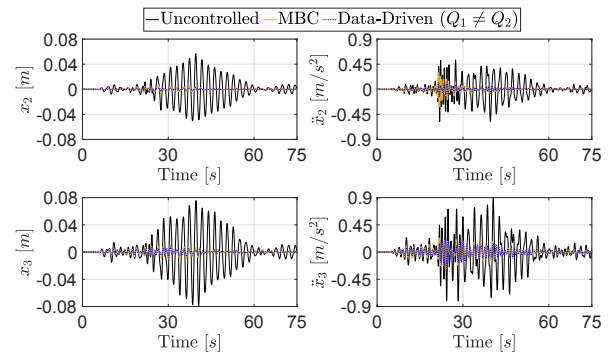 Uncontrolled MBC Data-Driven (Q₁ ≠ Q₂)
x₂ [m]
0.08
0.04
0
-0.04
-0.08
0 30 60 75
Time [s]
ẍ₂ [m/s²]
0.9
0.45
0
-0.45
-0.9
0 30 60 75
Time [s]
x₃ [m]
0.08
0.04
0
-0.04
-0.08
0 30 60 75
Time [s]
ẍ₃ [m/s²]
0.9
0.45
0
-0.45
-0.9
0 30 60 75
Time [s]